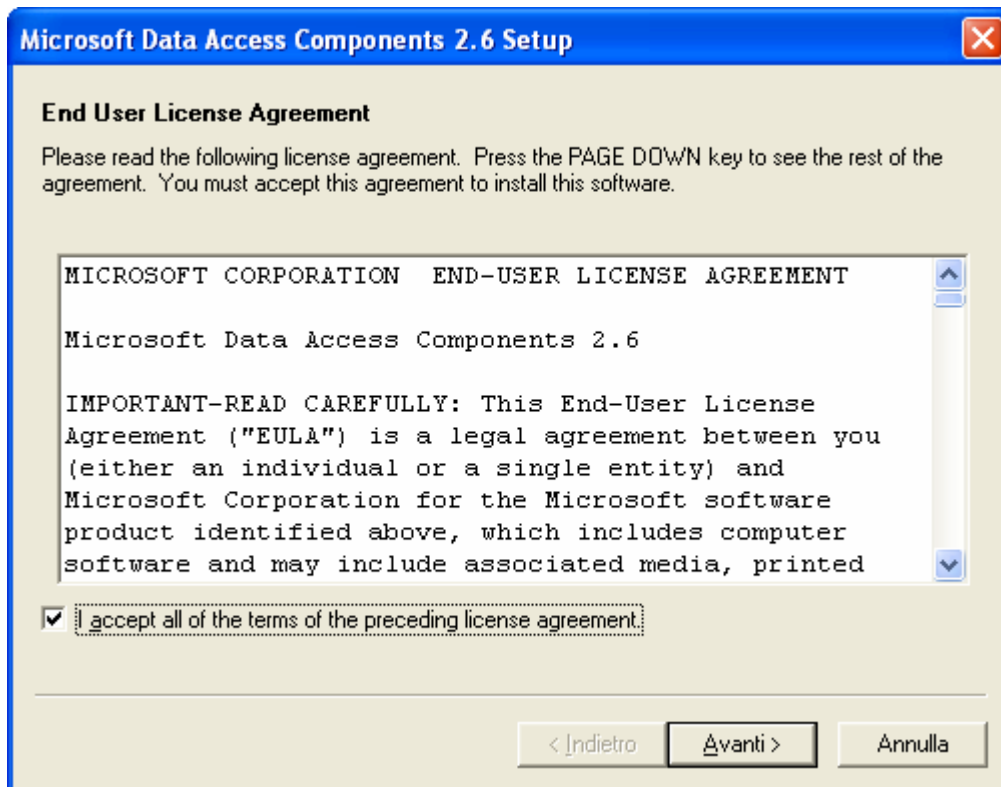 Microsoft Data Access Components 2.6 Setup
End User License Agreement
Please read the following license agreement. Press the PAGE DOWN key to see the rest of the
agreement. You must accept this agreement to install this software.
MICROSOFT CORPORATION  END-USER LICENSE AGREEMENT
Microsoft Data Access Components 2.6
IMPORTANT-READ CAREFULLY: This End-User License
Agreement ("EULA") is a legal agreement between you
(either an individual or a single entity) and
Microsoft Corporation for the Microsoft software
product identified above, which includes computer
software and may include associated media, printed
I accept all of the terms of the preceding license agreement.
< Indietro Avanti > Annulla